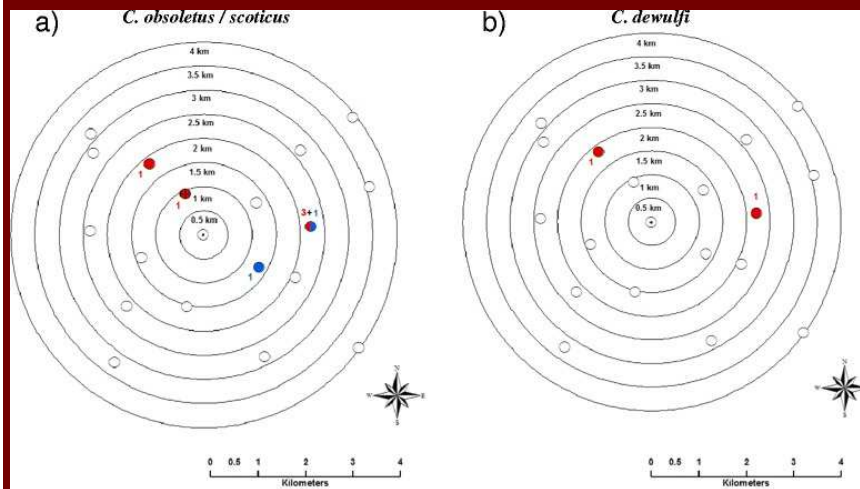 a) C. obsoletus / scoticus
4 km
3.5 km
3 km
2.5 km
2 km
1.5 km
1 km
0.5 km
1
1
3+1
1
N
W E
S
0 0.5 1 2 3 4
Kilometers
b) C. dewulfi
4 km
3.5 km
3 km
2.5 km
2 km
1.5 km
1 km
0.5 km
1
1
N
W E
S
0 0.5 1 2 3 4
Kilometers